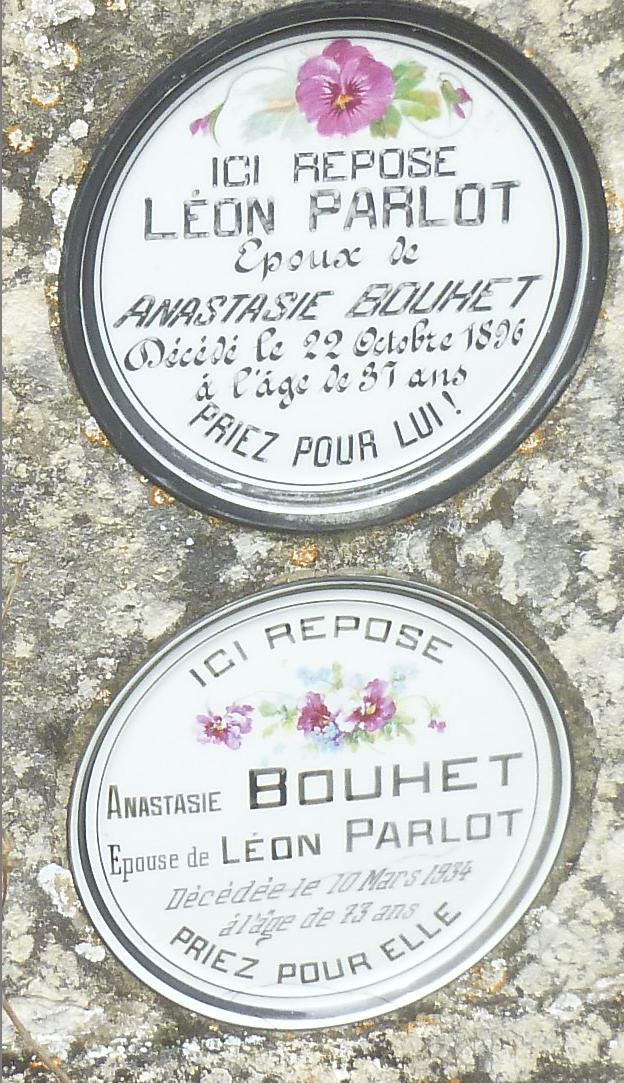 ICI REPOSE
LÉON PARLOT
Epoux de
ANASTASIE BOUHET
Décédé le 22 Octobre 1896
à l'âge de 37 ans
PRIEZ POUR LUI!
ICI REPOSE
ANASTASIE BOUHET
Epouse de LÉON PARLOT
Décédée le 10 Mars 1934
à l'âge de 73 ans
PRIEZ POUR ELLE